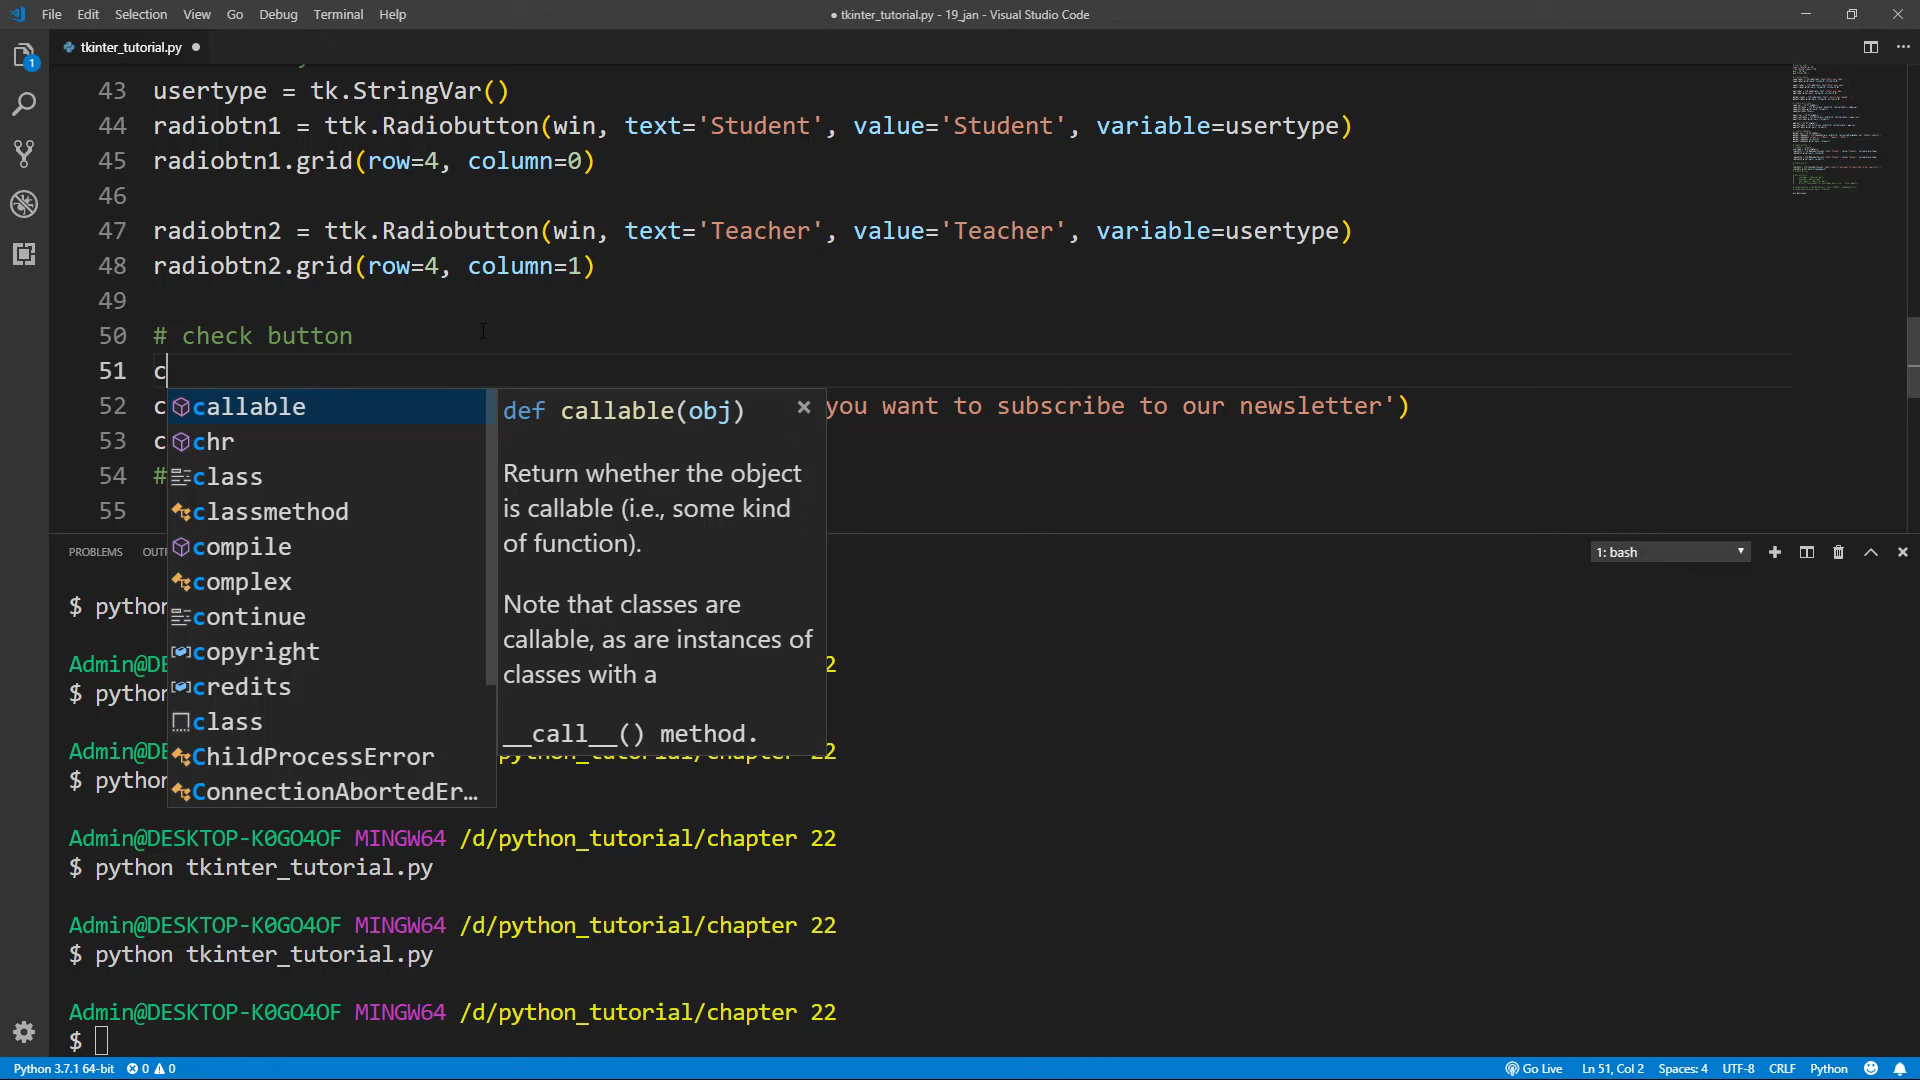 File Edit Selection View Go Debug Terminal Help
● tkinter_tutorial.py - 19_jan - Visual Studio Code
1
tkinter_tutorial.py ●
43 usertype = tk.StringVar()
44 radiobtn1 = ttk.Radiobutton(win, text='Student', value='Student', variable=usertype)
45 radiobtn1.grid(row=4, column=0)
46
47 radiobtn2 = ttk.Radiobutton(win, text='Teacher', value='Teacher', variable=usertype)
48 radiobtn2.grid(row=4, column=1)
49
50 # check button
51 c
52 c you want to subscribe to our newsletter')
53 c
54 #
55
callable
chr
class
classmethod
compile
complex
continue
copyright
credits
class
ChildProcessError
ConnectionAbortedEr...
def callable(obj)
Return whether the object
is callable (i.e., some kind
of function).
Note that classes are
callable, as are instances of
classes with a
__call__() method.
PROBLEMS OUT 1: bash
$ python
Admin@DE 2
$ python
Admin@DE python_tutorial/chapter 22
$ python
Admin@DESKTOP-K0GO4OF MINGW64 /d/python_tutorial/chapter 22
$ python tkinter_tutorial.py
Admin@DESKTOP-K0GO4OF MINGW64 /d/python_tutorial/chapter 22
$ python tkinter_tutorial.py
Admin@DESKTOP-K0GO4OF MINGW64 /d/python_tutorial/chapter 22
$
Python 3.7.1 64-bit 0 0 Go Live Ln 51, Col 2 Spaces: 4 UTF-8 CRLF Python